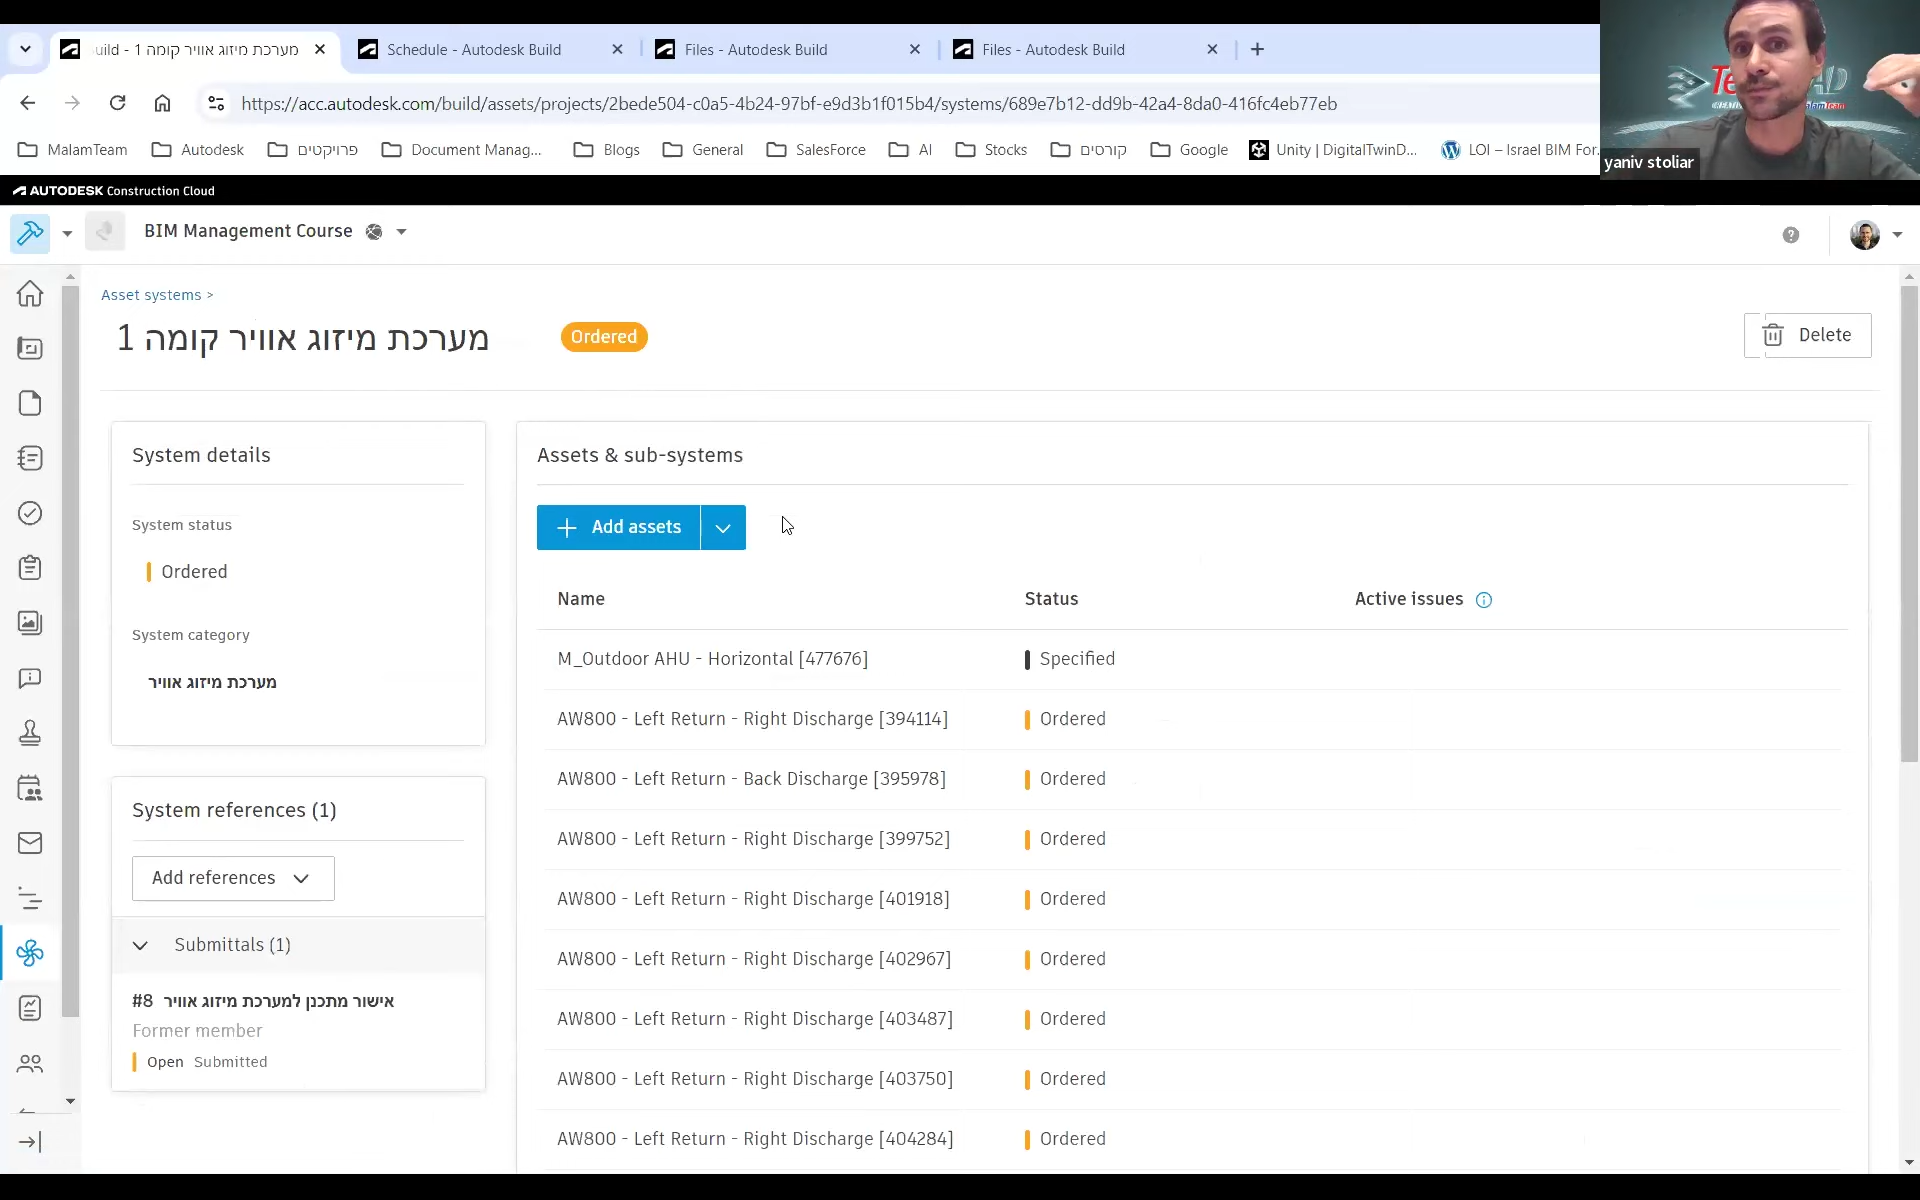 uild - מערכת מיזוג אוויר קומה 1
Schedule - Autodesk Build
Files - Autodesk Build
Files - Autodesk Build
https://acc.autodesk.com/build/assets/projects/2bede504-c0a5-4b24-97bf-e9d3b1f015b4/systems/689e7b12-dd9b-42a4-8da0-416fc4eb77eb
MalamTeam
Autodesk
פרויקטים
Document Manag...
Blogs
General
SalesForce
AI
Stocks
קורסים
Google
Unity | DigitalTwinD...
LOI – Israel BIM For.
yaniv stoliar
AUTODESK Construction Cloud
BIM Management Course
Asset systems >
מערכת מיזוג אוויר קומה 1
Ordered
Delete
System details
System status
Ordered
System category
מערכת מיזוג אוויר
System references (1)
Add references
Submittals (1)
#8 אישור מתכנן למערכת מיזוג אוויר
Former member
Open Submitted
Assets & sub-systems
Add assets
Name Status Active issues
M_Outdoor AHU - Horizontal [477676] Specified
AW800 - Left Return - Right Discharge [394114] Ordered
AW800 - Left Return - Back Discharge [395978] Ordered
AW800 - Left Return - Right Discharge [399752] Ordered
AW800 - Left Return - Right Discharge [401918] Ordered
AW800 - Left Return - Right Discharge [402967] Ordered
AW800 - Left Return - Right Discharge [403487] Ordered
AW800 - Left Return - Right Discharge [403750] Ordered
AW800 - Left Return - Right Discharge [404284] Ordered